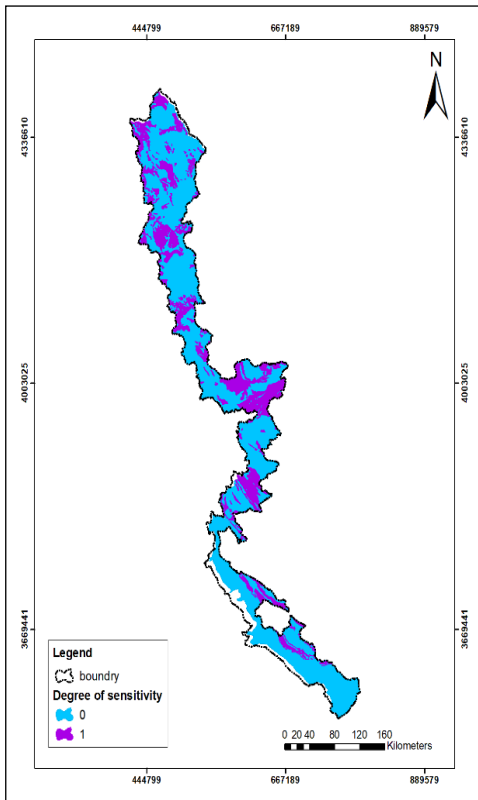 444799 667189 889579
N
4336610 4336610
4003025 4003025
3669441 3669441
Legend
boundry
Degree of sensitivity
0
1
0 20 40 80 120 160
Kilometers
444799 667189 889579